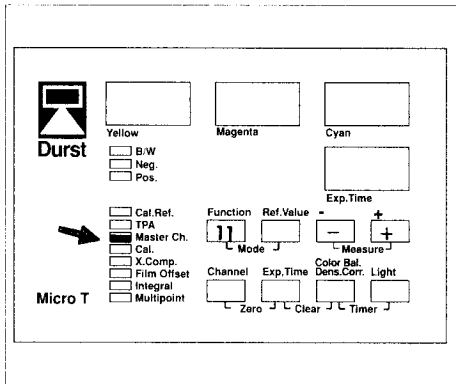 Yellow
Magenta
Cyan
Durst
B/W
Neg.
Pos.
Exp.Time
Cal.Ref.
TPA
Master Ch.
Cal.
X.Comp.
Film Offset
Integral
Multipoint
Micro T
Function Ref.Value - +
11 - +
Mode Measure
Channel Exp.Time Color Bal. Dens.Corr. Light
Zero Clear Timer